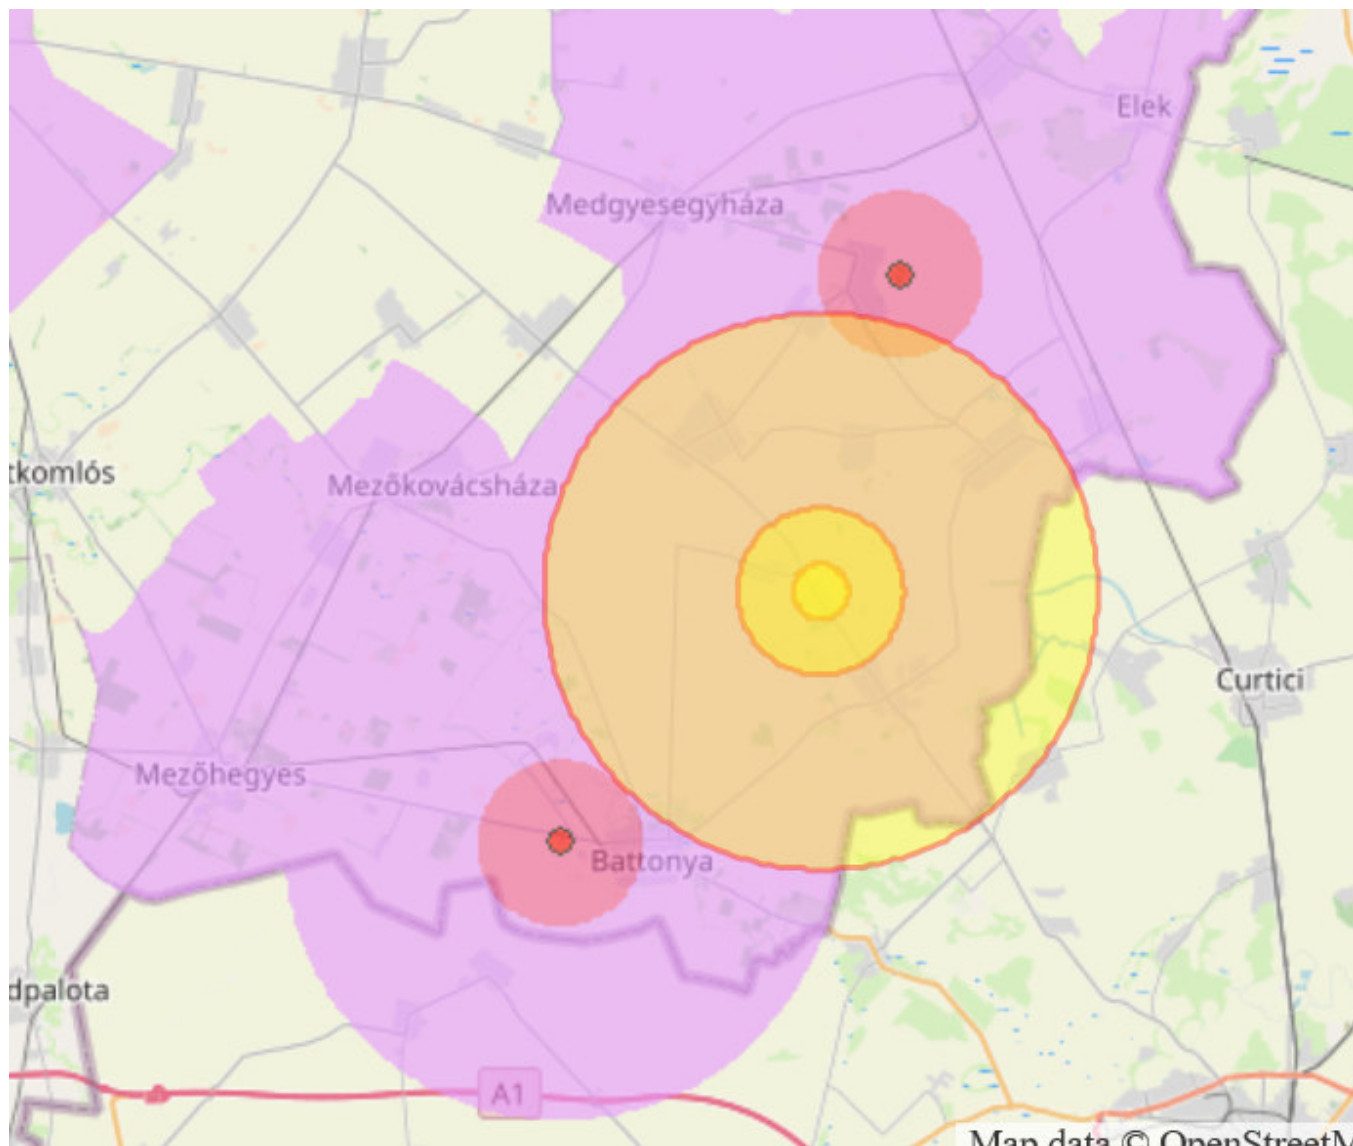 Elek
Medgyesegyháza
tkomlós
Mezőkovácsháza
Curtici
Mezőhegyes
Battonya
dpalota
A1
Map data © OpenStreetM